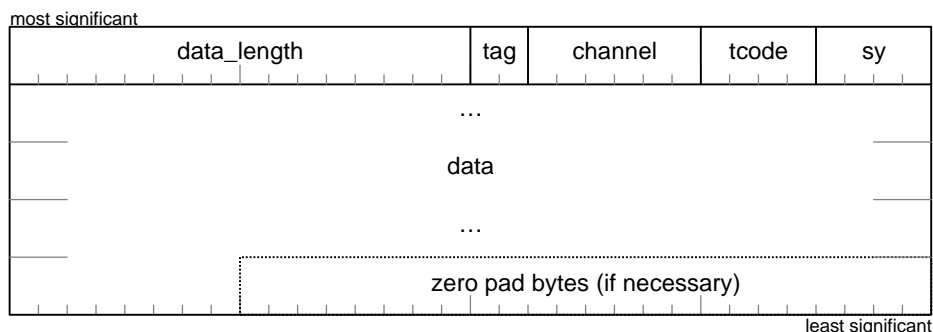 most significant
data_length tag channel tcode sy
...
data
...
zero pad bytes (if necessary)
least significant